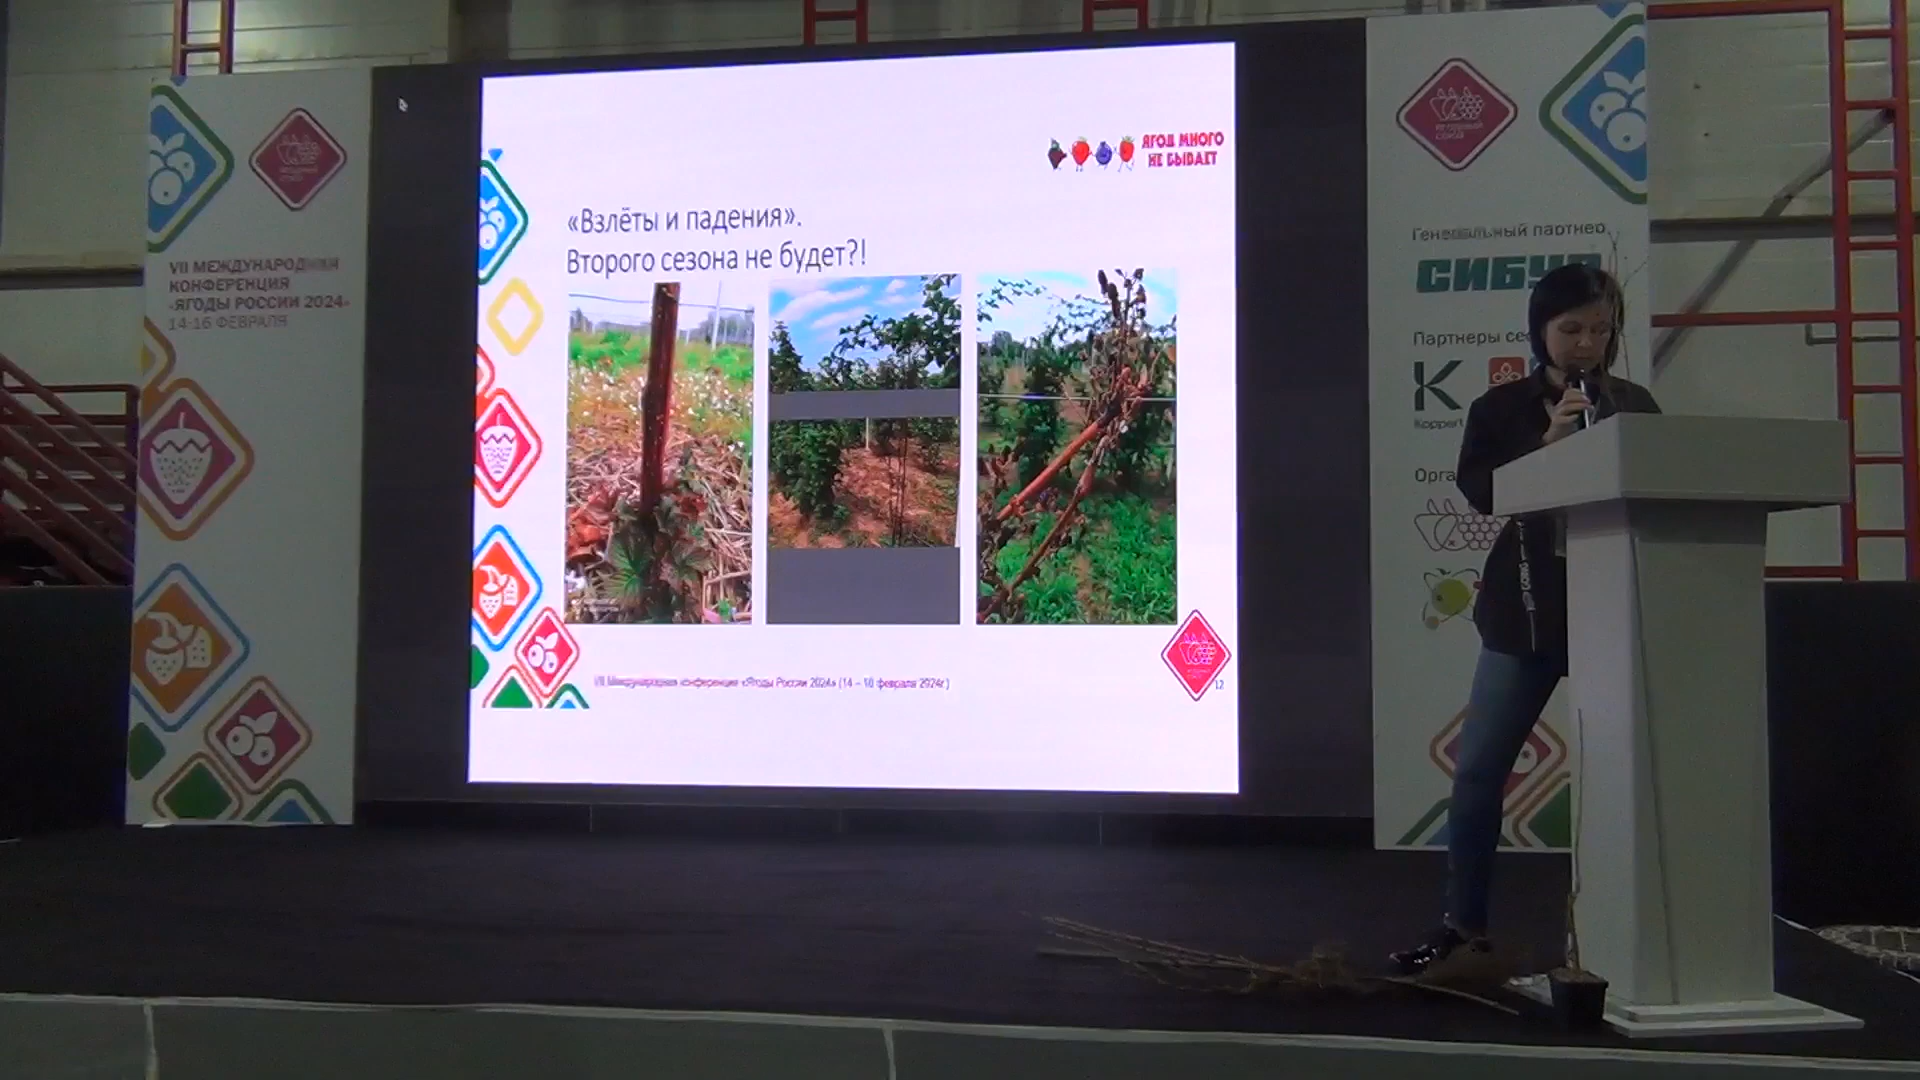 VII МЕЖДУНАРОДНАЯ
КОНФЕРЕНЦИЯ
«ЯГОДЫ РОССИИ 2024»
14-16 ФЕВРАЛЯ
ЯГОД МНОГО
НЕ БЫВАЕТ
«Взлёты и падения».
Второго сезона не будет?!
VII Международная конференция «Ягоды России 2024» (14 – 16 февраля 2024г.)
12
Генеральный партнер
СИБУР
Партнеры
К